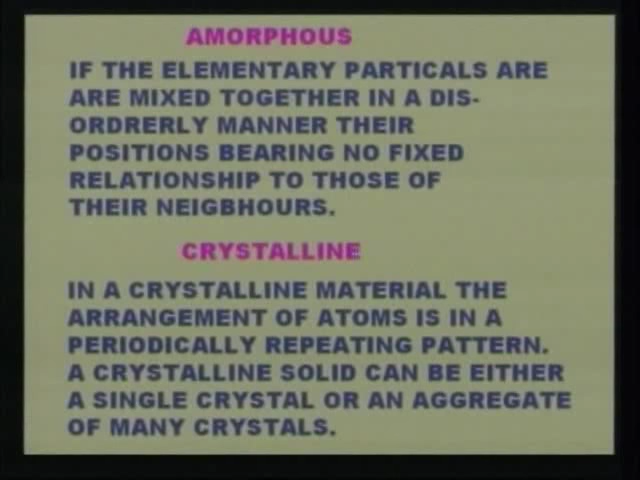 AMORPHOUS
IF THE ELEMENTARY PARTICALS ARE
ARE MIXED TOGETHER IN A DIS-
ORDRERLY MANNER THEIR
POSITIONS BEARING NO FIXED
RELATIONSHIP TO THOSE OF
THEIR NEIGBHOURS.
CRYSTALLINE
IN A CRYSTALLINE MATERIAL THE
ARRANGEMENT OF ATOMS IS IN A
PERIODICALLY REPEATING PATTERN.
A CRYSTALLINE SOLID CAN BE EITHER
A SINGLE CRYSTAL OR AN AGGREGATE
OF MANY CRYSTALS.